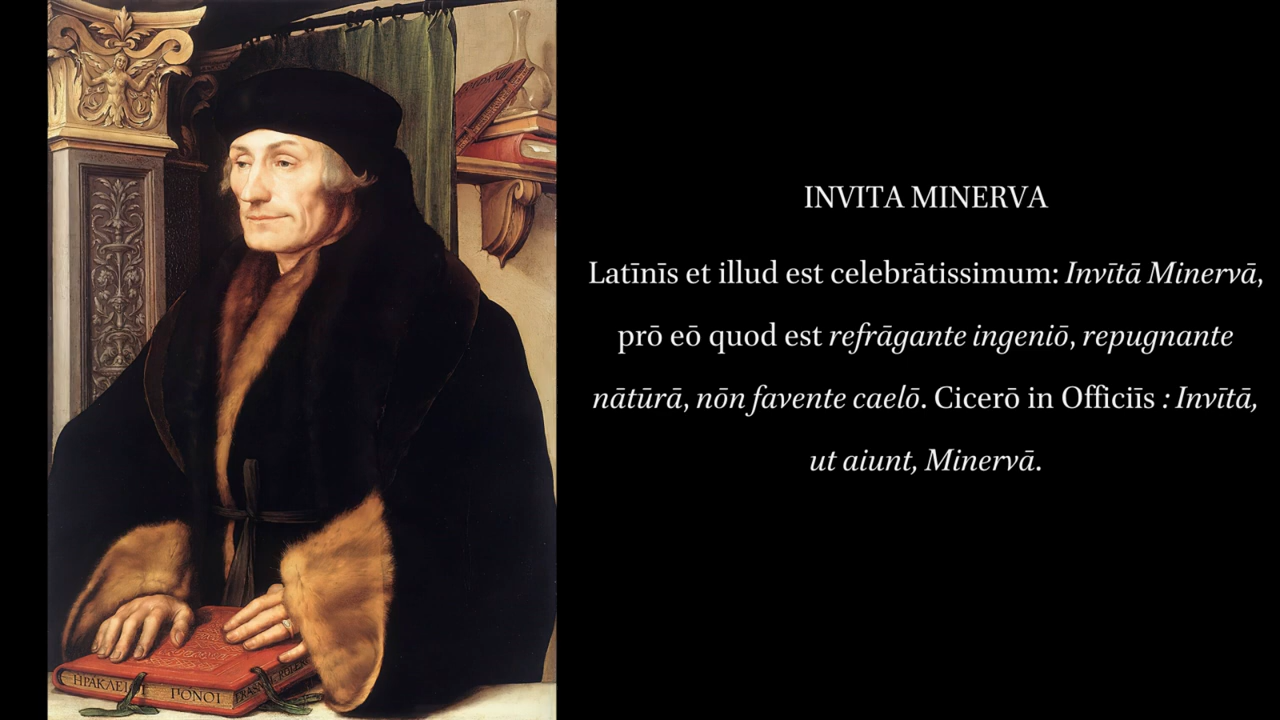 INVITA MINERVA
Latīnīs et illud est celebrātissimum: Invītā Minervā,
prō eō quod est refrāgante ingeniō, repugnante
nātūrā, nōn favente caelō. Cicerō in Officiīs : Invītā,
ut aiunt, Minervā.
ΗΡΑΚΛΕΙ ΠΟΝΟΙ